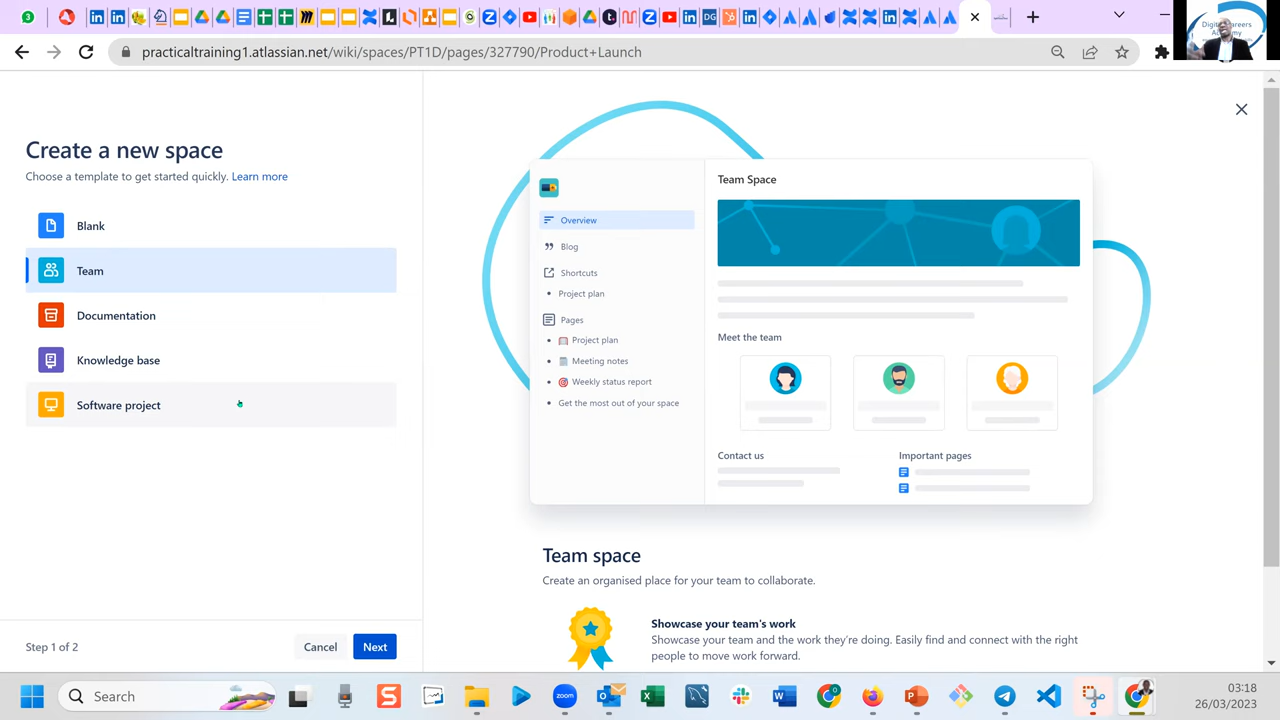 practicaltraining1.atlassian.net/wiki/spaces/PT1D/pages/327790/Product+Launch
Create a new space
Choose a template to get started quickly. Learn more
Blank
Team
Documentation
Knowledge base
Software project
Step 1 of 2
Cancel
Next
Team Space
Overview
Blog
Shortcuts
Project plan
Pages
Project plan
Meeting notes
Weekly status report
Get the most out of your space
Meet the team
Contact us
Important pages
Team space
Create an organised place for your team to collaborate.
Showcase your team's work
Showcase your team and the work they're doing. Easily find and connect with the right
people to move work forward.
Search
zoom
03:18
26/03/2023